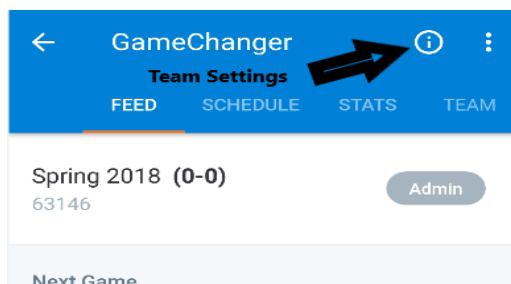 GameChanger
Team Settings
FEED SCHEDULE STATS TEAM
Spring 2018 (0-0)
Admin
63146
Next Game